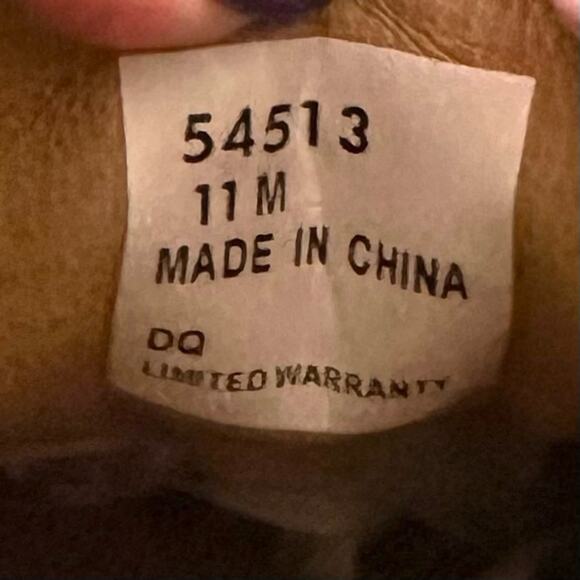 54513
11 M
MADE IN CHINA
DQ
LIMITED WARRANTY